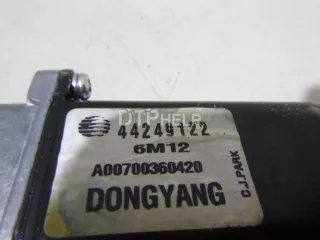 DTPHELP
44249122
6M12
A00700360420
DONGYANG
C.J.PARK